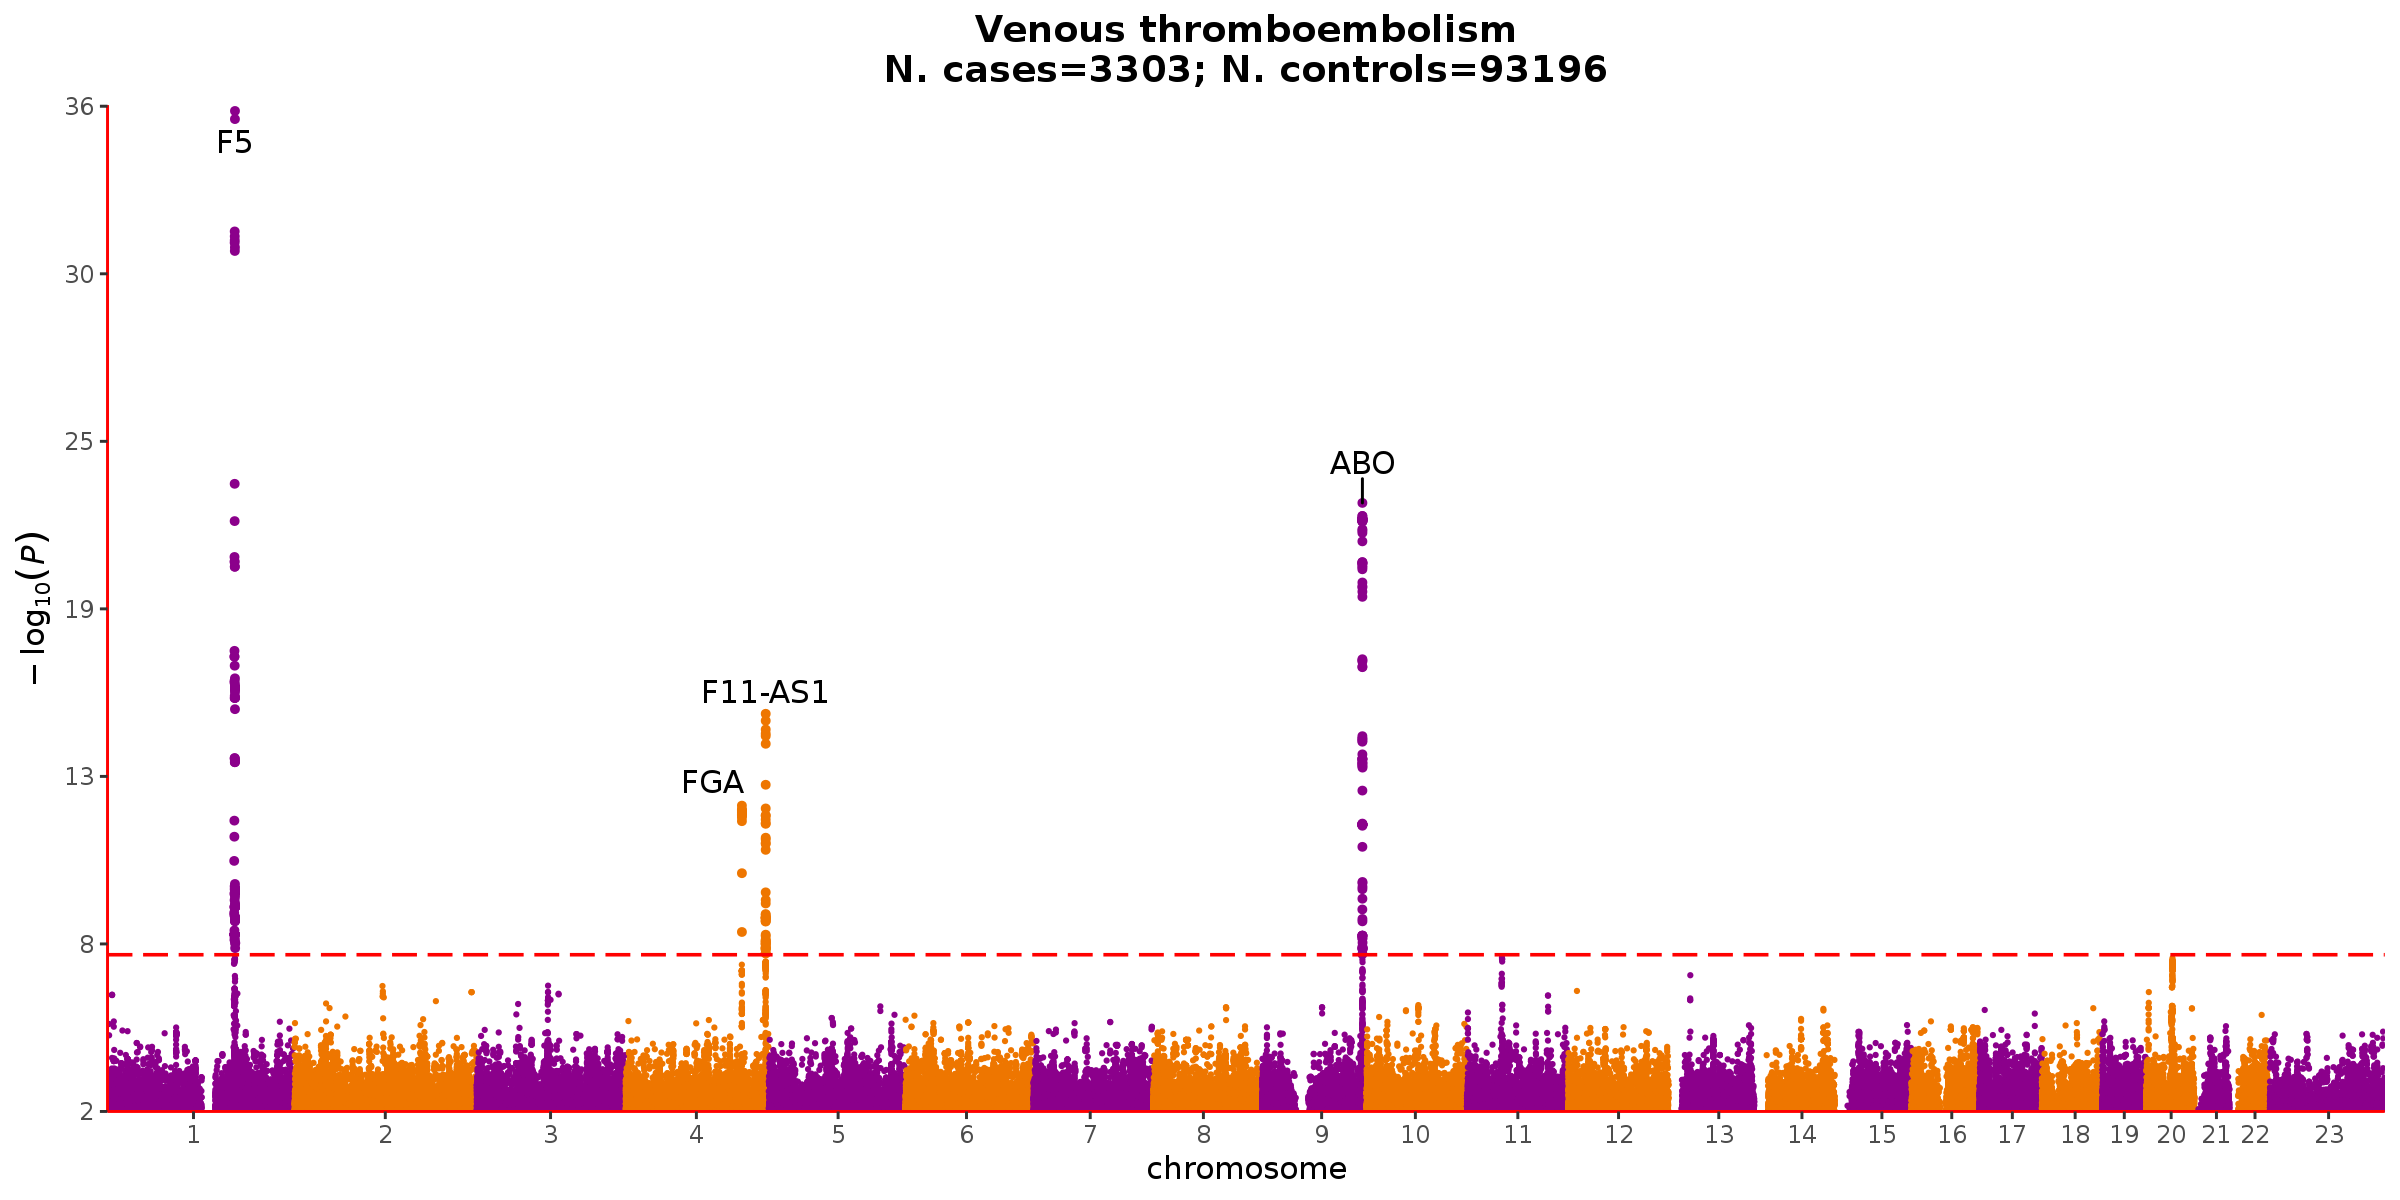 Venous thromboembolism
N. cases=3303; N. controls=93196
36
30
25
19
13
8
2
−log10(P)
F5
F11-AS1
FGA
ABO
1 2 3 4 5 6 7 8 9 10 11 12 13 14 15 16 17 18 19 20 21 22 23
chromosome